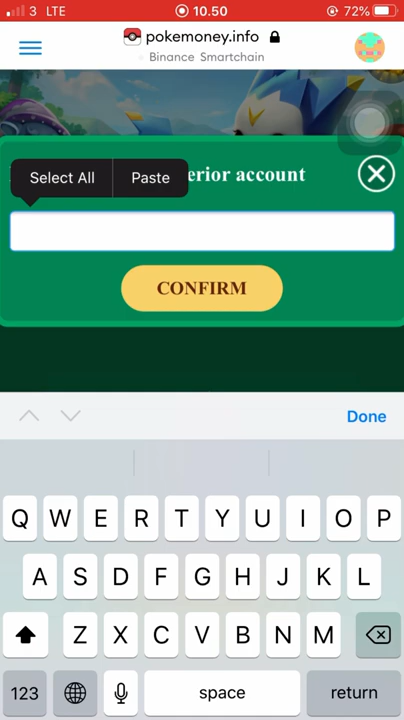 3 LTE 10.50 72%
pokemoney.info
Binance Smartchain
Select All Paste
erior account
CONFIRM
Done
Q W E R T Y U I O P
A S D F G H J K L
Z X C V B N M
123 space return